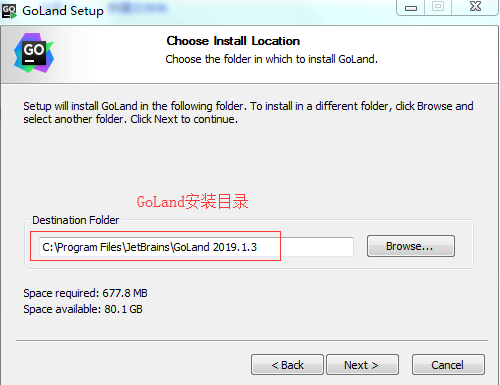 GoLand Setup
GO
Choose Install Location
Choose the folder in which to install GoLand.
Setup will install GoLand in the following folder. To install in a different folder, click Browse and
select another folder. Click Next to continue.
GoLand安装目录
Destination Folder
C:\Program Files\JetBrains\GoLand 2019.1.3
Browse...
Space required: 677.8 MB
Space available: 80.1 GB
< Back
Next >
Cancel